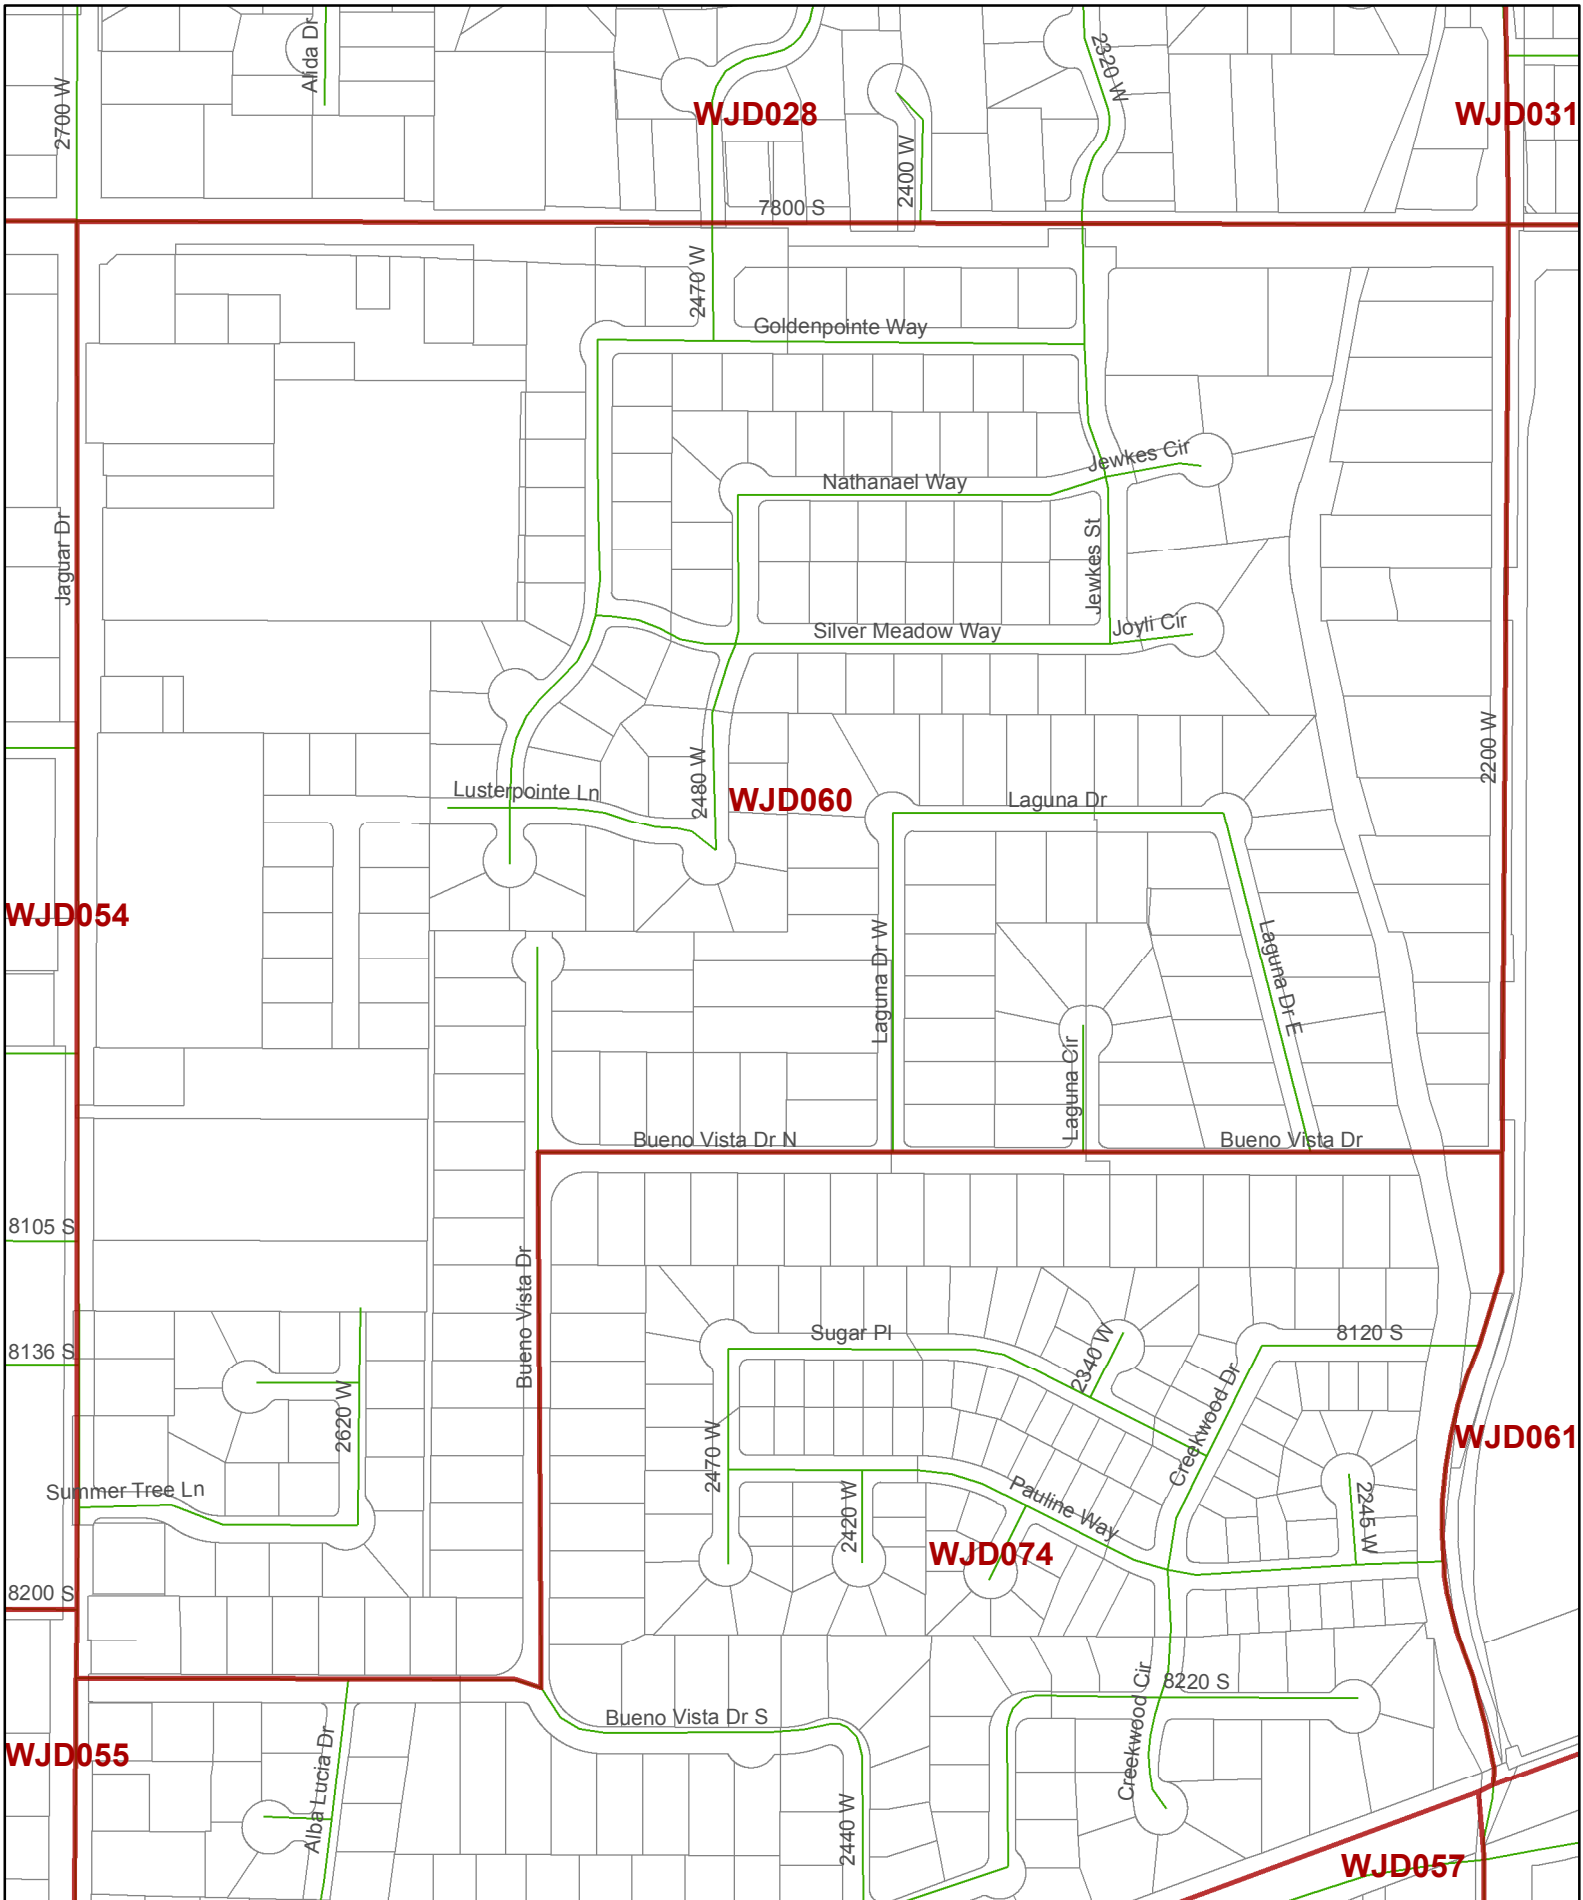 Alida Dr
2320 W
2700 W
WJD028
WJD031
2400 W
7800 S
2470 W
Goldenpointe Way
Jewkes Cir
Nathanael Way
Jaguar Dr
Jewkes St
Silver Meadow Way
Joyli Cir
2200 W
2480 W
Lusterpointe Ln
WJD060
Laguna Dr
WJD054
Laguna Dr W
Laguna Dr E
Laguna Cir
Bueno Vista Dr N
Bueno Vista Dr
8105 S
Bueno Vista Dr
Sugar Pl
2340 W
8120 S
8136 S
2620 W
Creekwood Dr
2470 W
WJD061
Summer Tree Ln
Pauline Way
2420 W
2245 W
WJD074
8200 S
Creekwood Cir
8220 S
Bueno Vista Dr S
WJD055
Alba Lucia Dr
2440 W
WJD057